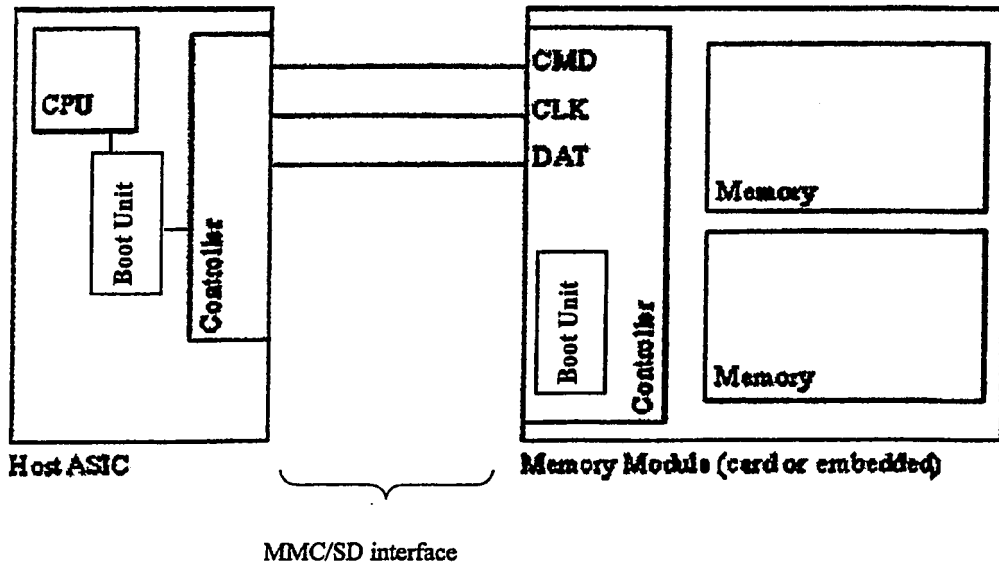 CPU
Boot Unit
Controller
CMD
CLK
DAT
Boot Unit
Controller
Memory
Memory
Host ASIC
Memory Module (card or embedded)
MMC/SD interface